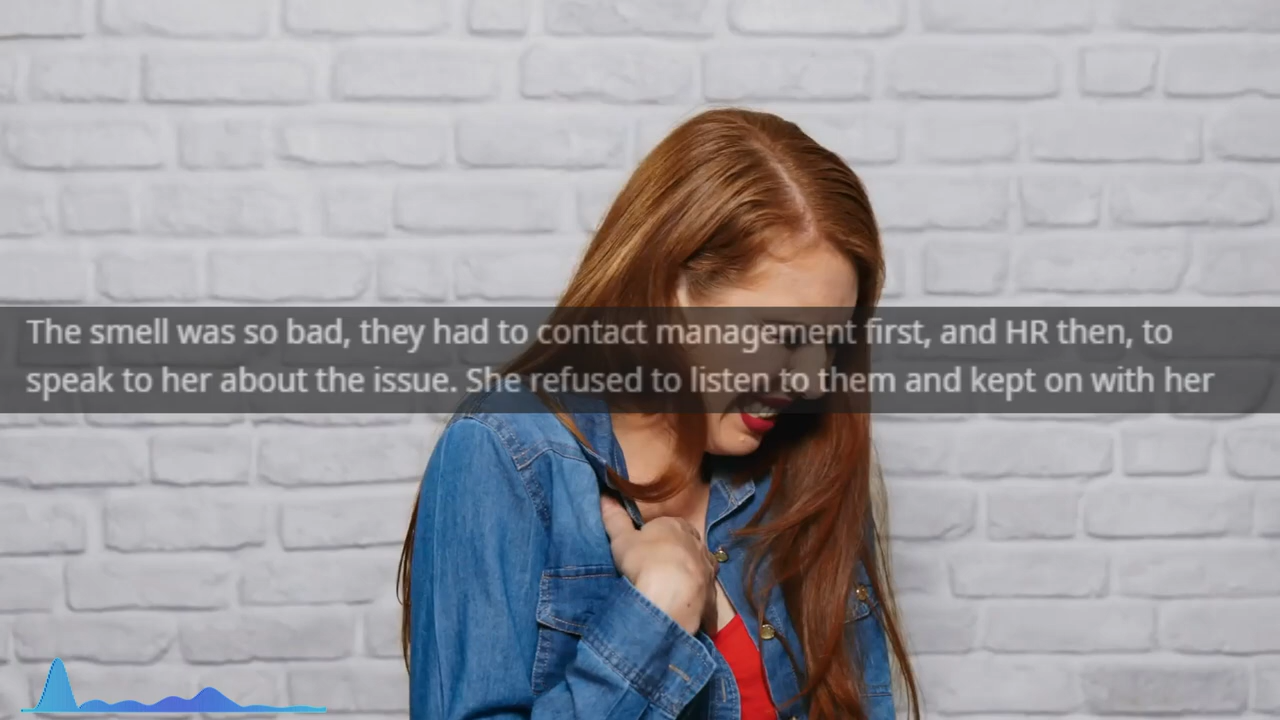 The smell was so bad, they had to contact management first, and HR then, to
speak to her about the issue. She refused to listen to them and kept on with her